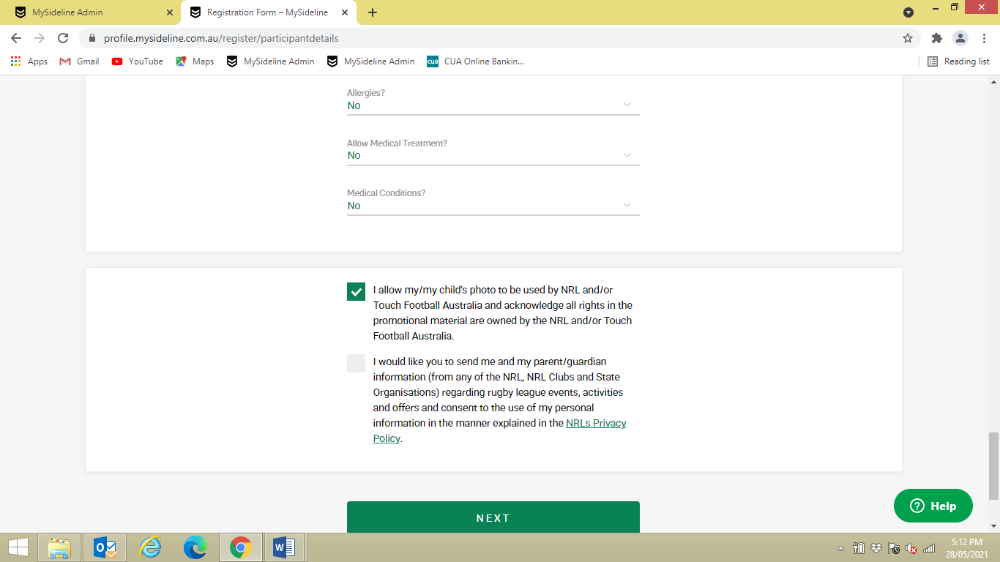 MySideline Admin
Registration Form – MySideline
profile.mysideline.com.au/register/participantdetails
Apps
Gmail
YouTube
Maps
MySideline Admin
MySideline Admin
cua
CUA Online Bankin...
Reading list
Allergies?
No
Allow Medical Treatment?
No
Medical Conditions?
No
I allow my/my child's photo to be used by NRL and/or
Touch Football Australia and acknowledge all rights in the
promotional material are owned by the NRL and/or Touch
Football Australia.
I would like you to send me and my parent/guardian
information (from any of the NRL, NRL Clubs and State
Organisations) regarding rugby league events, activities
and offers and consent to the use of my personal
information in the manner explained in the NRLs Privacy
Policy.
NEXT
Help
5:12 PM
28/05/2021